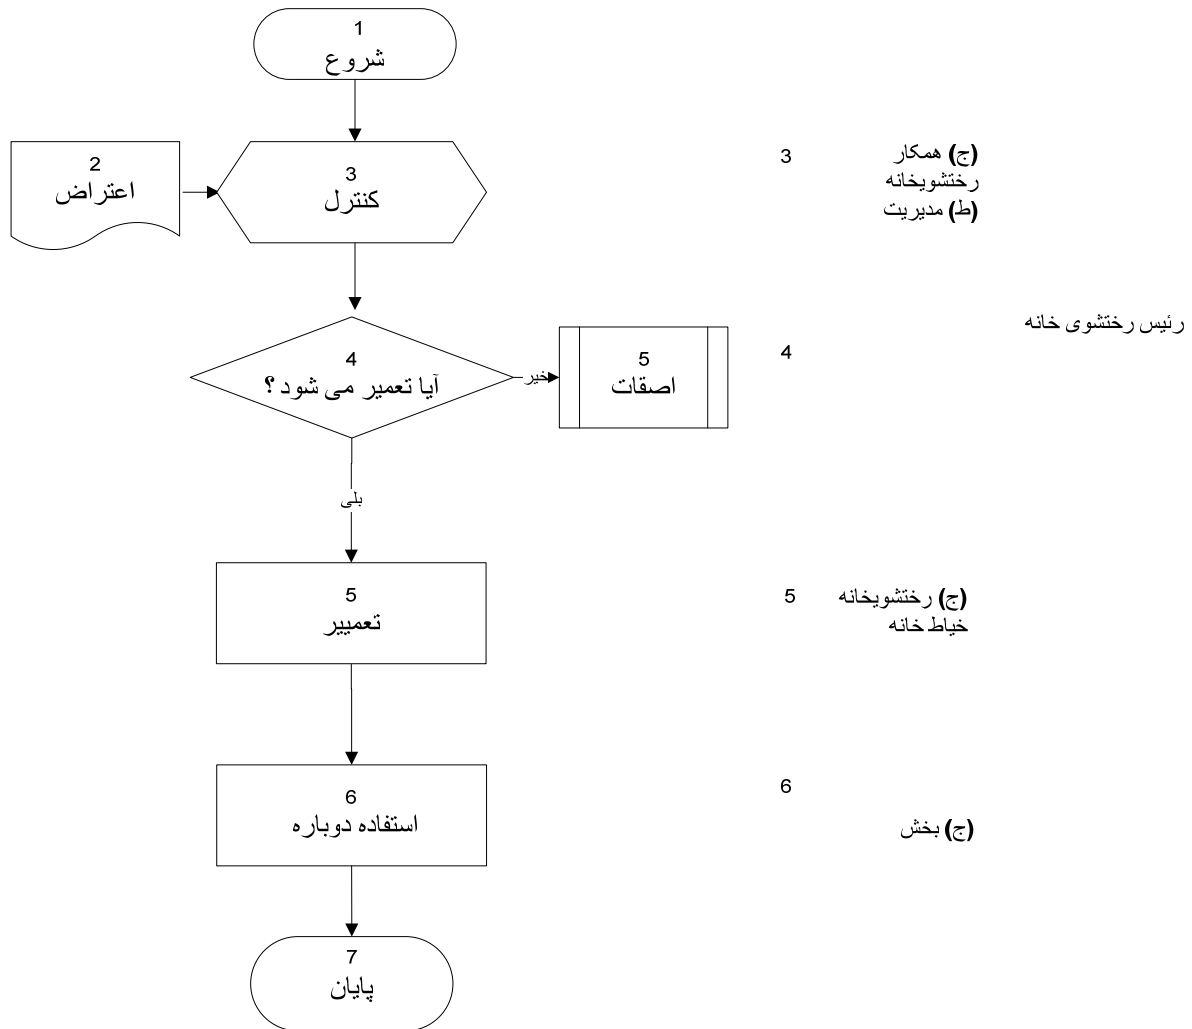 1
شروع
2
اعتراض
3
کنترل
3
(ج) همکار
رختشویخانه
(ط) مدیریت
4
آیا تعمیر می شود ؟
خیر
5
اصقات
4
رئیس رختشوی خانه
بلی
5
تعمییر
5
(ج) رختشویخانه
خیاط خانه
6
استفاده دوباره
6
(ج) بخش
7
پایان